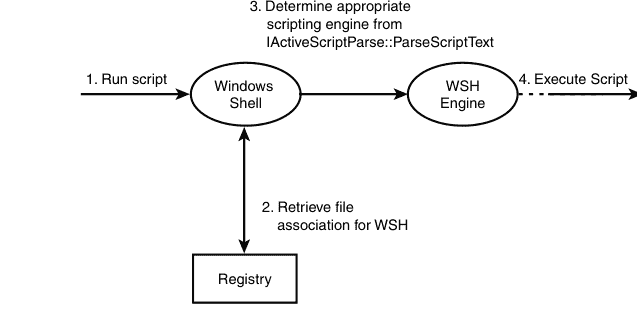 3. Determine appropriate
scripting engine from
IActiveScriptParse::ParseScriptText
1. Run script
Windows
Shell
WSH
Engine
4. Execute Script
2. Retrieve file
association for WSH
Registry